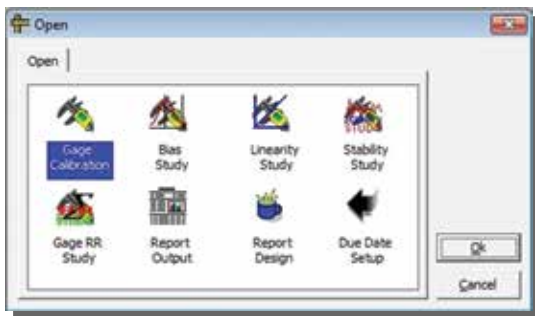 Open
Open
Gage
Calibration
Bias
Study
Linearity
Study
Stability
Study
Gage RR
Study
Report
Output
Report
Design
Due Date
Setup
Ok
Cancel